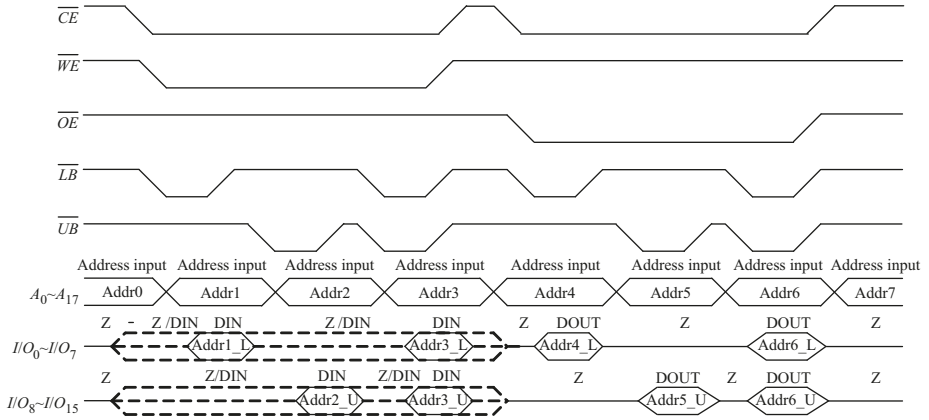 CE
WE
OE
LB
UB
Address input Address input Address input Address input Address input Address input Address input Address input
A0~A17 Addr0 Addr1 Addr2 Addr3 Addr4 Addr5 Addr6 Addr7
Z - Z /DIN DIN Z /DIN DIN Z DOUT Z DOUT Z
I/O0~I/O7 Addr1_L Addr3_L Addr4_L Addr6_L
Z Z/DIN DIN Z/DIN DIN Z DOUT Z DOUT Z
I/O8~I/O15 Addr2_U Addr3_U Addr5_U Addr6_U